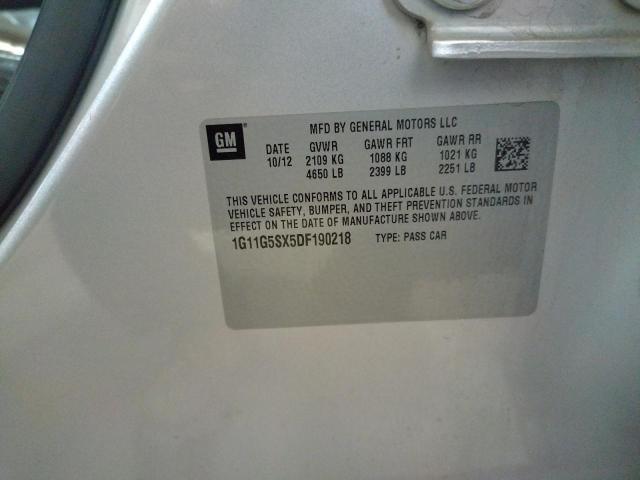 GM
MFD BY GENERAL MOTORS LLC
DATE GVWR GAWR FRT GAWR RR
10/12 2109 KG 1088 KG 1021 KG
4650 LB 2399 LB 2251 LB
THIS VEHICLE CONFORMS TO ALL APPLICABLE U.S. FEDERAL MOTOR
VEHICLE SAFETY, BUMPER, AND THEFT PREVENTION STANDARDS IN
EFFECT ON THE DATE OF MANUFACTURE SHOWN ABOVE.
1G11G5SX5DF190218 TYPE: PASS CAR